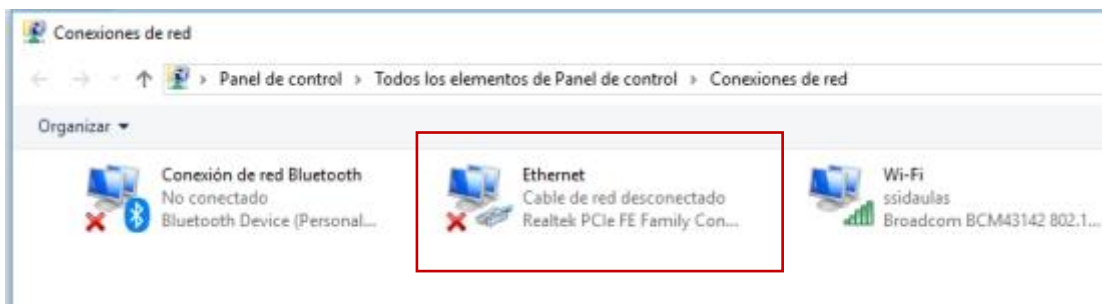 Conexiones de red
Panel de control > Todos los elementos de Panel de control > Conexiones de red
Organizar
Conexión de red Bluetooth
No conectado
Bluetooth Device (Personal...
Ethernet
Cable de red desconectado
Realtek PCIe FE Family Con...
Wi-Fi
ssidaulas
Broadcom BCM43142 802.1...